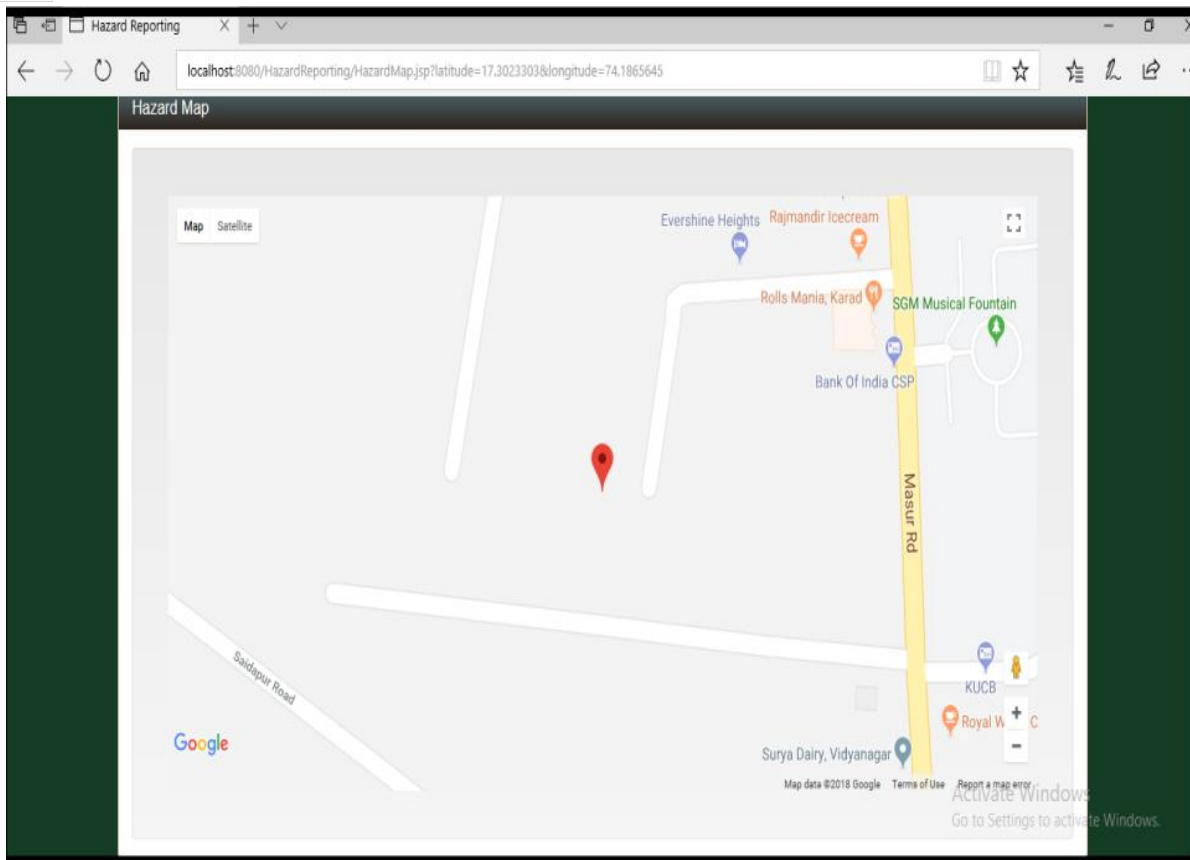 Hazard Reporting
localhost:8080/HazardReporting/HazardMap.jsp?latitude=17.3023303&longitude=74.1865645
Hazard Map
Map Satellite
Evershine Heights
Rajmandir Icecream
Rolls Mania, Karad
SGM Musical Fountain
Bank Of India CSP
Masur Rd
Saidapur Road
KUCB
Royal W
C
Google
Surya Dairy, Vidyanagar
Map data ©2018 Google Terms of Use Report a map error
Activate Windows
Go to Settings to activate Windows.